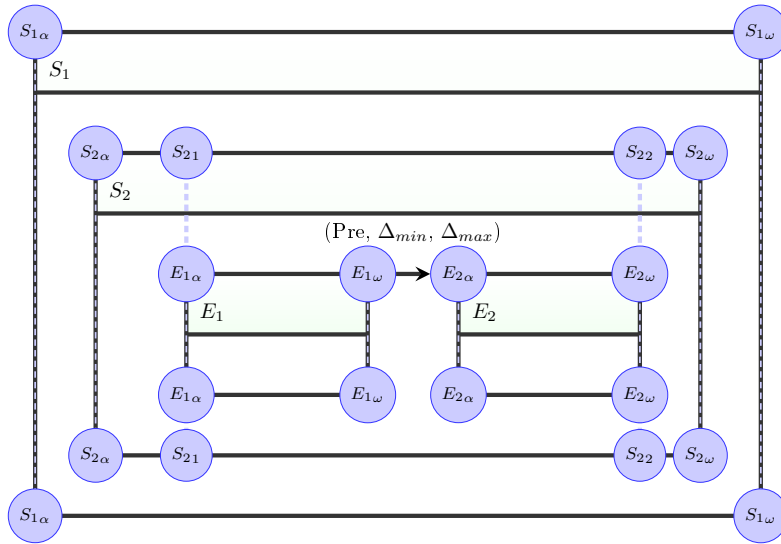 S₁α S₁ω
S₁
S₂α S₂₁ S₂₂ S₂ω
S₂
(Pre, Δmin, Δmax)
E₁α E₁ω E₂α E₂ω
E₁ E₂
E₁α E₁ω E₂α E₂ω
S₂α S₂₁ S₂₂ S₂ω
S₁α S₁ω